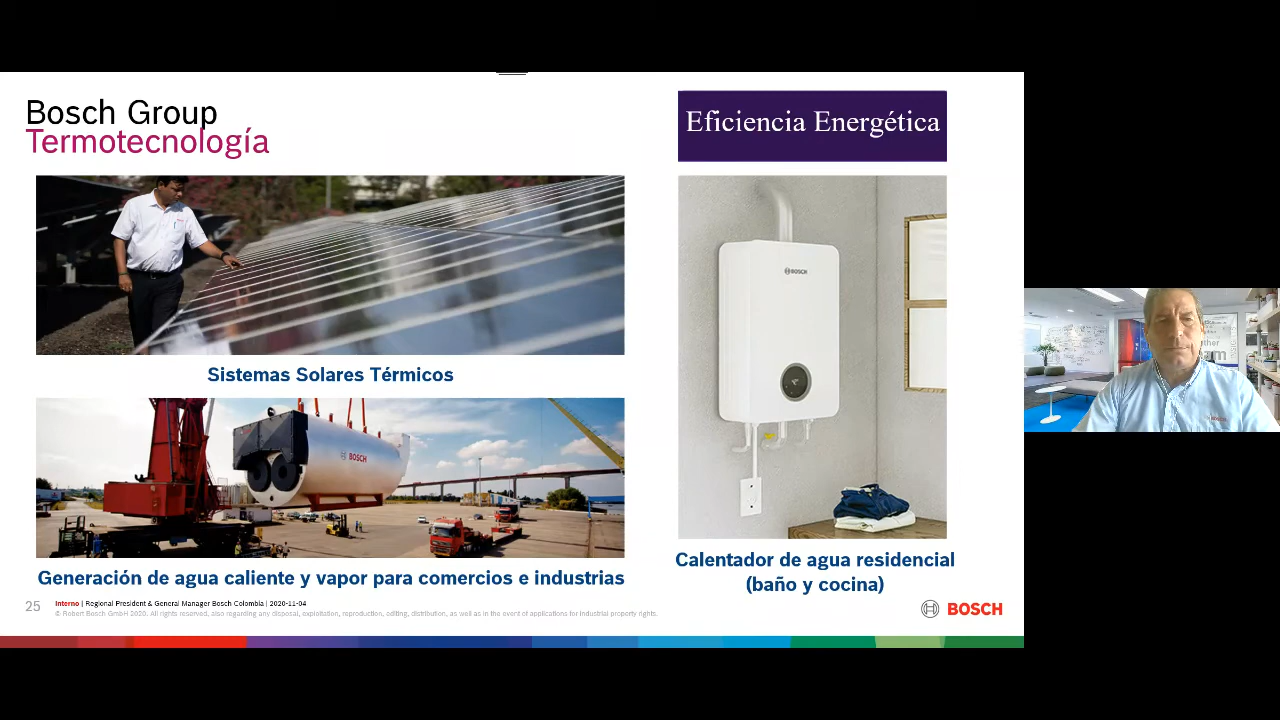 Bosch Group
Termotecnología
Eficiencia Energética
BOSCH
Sistemas Solares Térmicos
BOSCH
Generación de agua caliente y vapor para comercios e industrias
Calentador de agua residencial
(baño y cocina)
25
Interno | Regional President & General Manager Bosch Colombia | 2020-11-04
© Robert Bosch GmbH 2020. All rights reserved, also regarding any disposal, exploitation, reproduction, editing, distribution, as well as in the event of applications for industrial property rights.
BOSCH